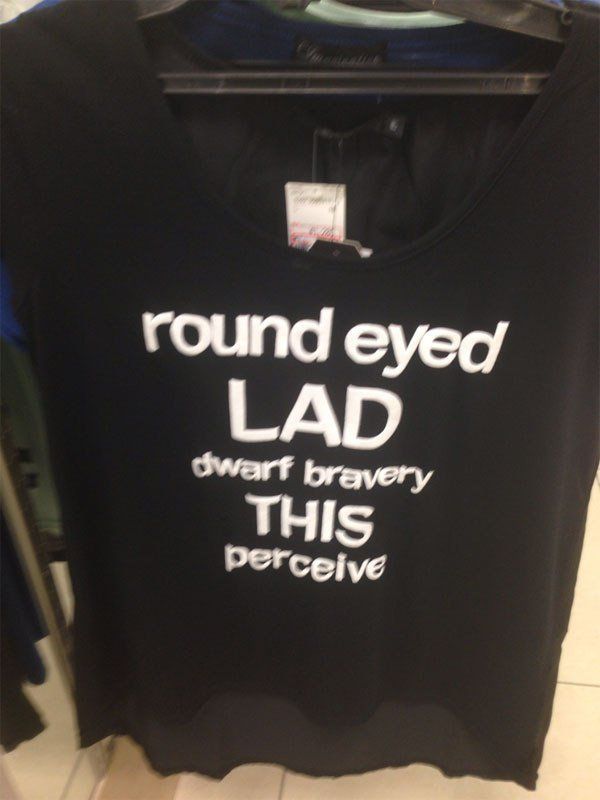 round eyed
LAD
dwarf bravery
THIS
perceive